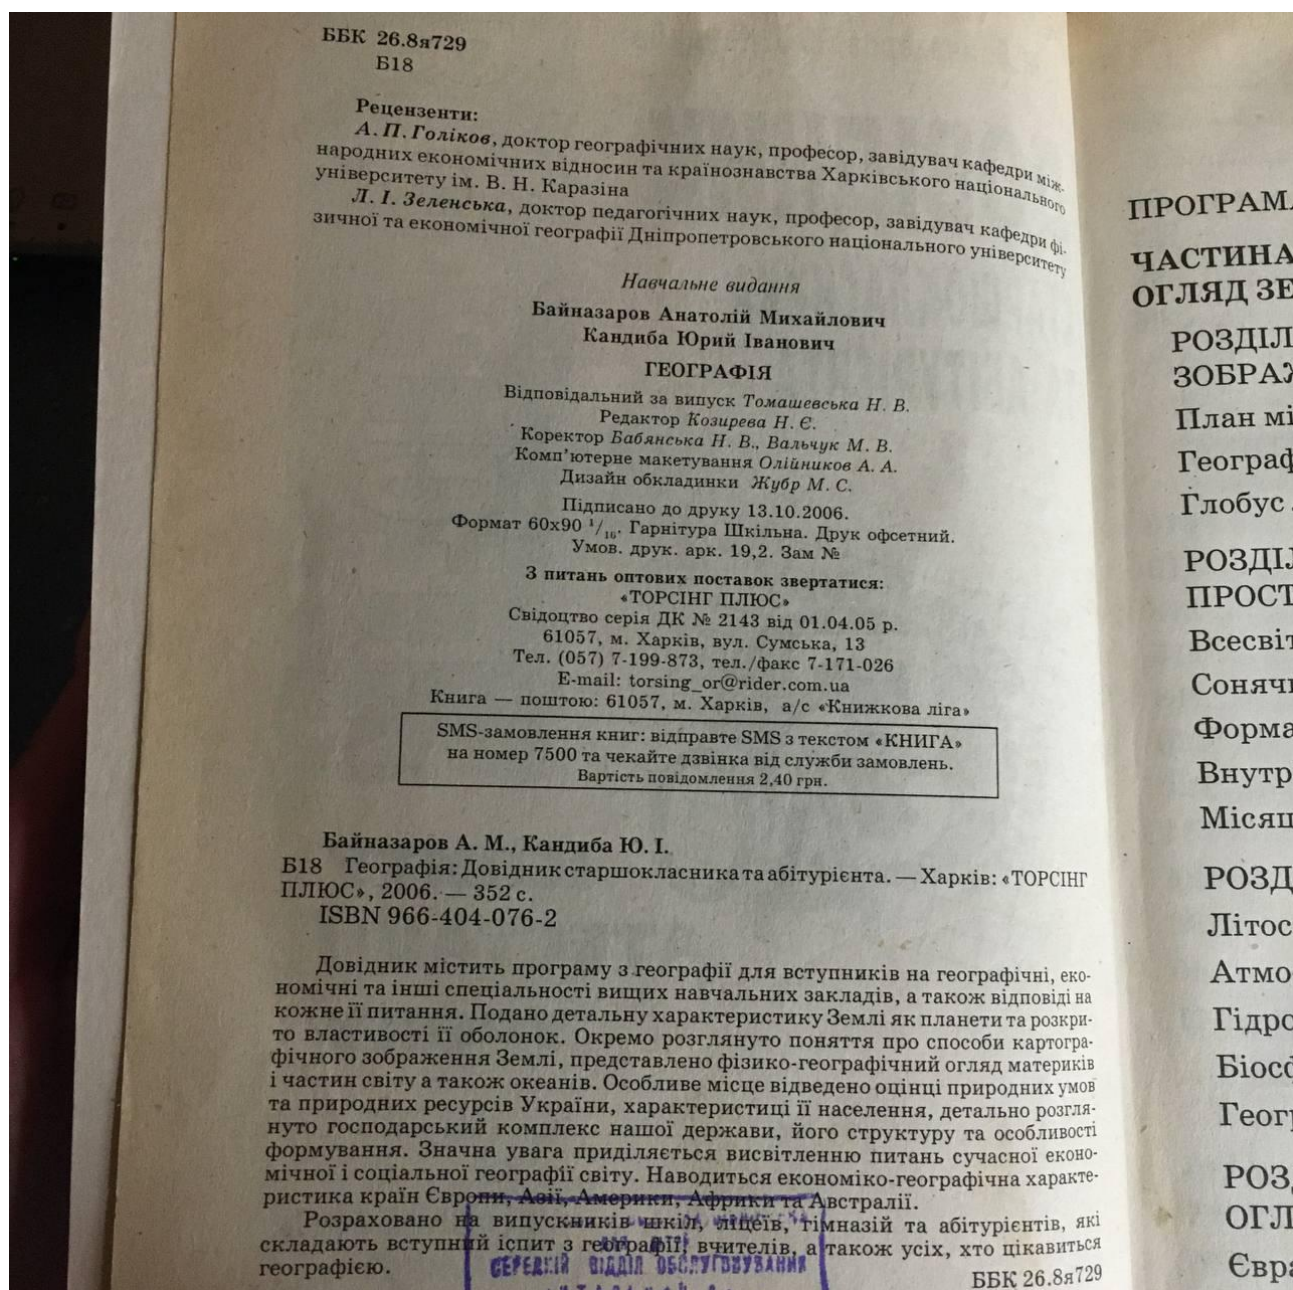 ББК 26.8я729
Б18
Рецензенти:
А. П. Голіков, доктор географічних наук, професор, завідувач кафедри між-
народних економічних відносин та країнознавства Харківського національного
університету ім. В. Н. Каразіна
Л. І. Зеленська, доктор педагогічних наук, професор, завідувач кафедри фі-
зичної та економічної географії Дніпропетровського національного університету
Навчальне видання
Байназаров Анатолій Михайлович
Кандиба Юрий Іванович
ГЕОГРАФІЯ
Відповідальний за випуск Томашевська Н. В.
Редактор Козирева Н. Є.
Коректор Бабянська Н. В., Вальчук М. В.
Комп'ютерне макетування Олійников А. А.
Дизайн обкладинки Жубр М. С.
Підписано до друку 13.10.2006.
Формат 60х90 1/16. Гарнітура Шкільна. Друк офсетний.
Умов. друк. арк. 19,2. Зам №
З питань оптових поставок звертатися:
«ТОРСІНГ ПЛЮС»
Свідоцтво серія ДК № 2143 від 01.04.05 р.
61057, м. Харків, вул. Сумська, 13
Тел. (057) 7-199-873, тел./факс 7-171-026
E-mail: torsing_or@rider.com.ua
Книга — поштою: 61057, м. Харків, а/с «Книжкова ліга»
SMS-замовлення книг: відправте SMS з текстом «КНИГА»
на номер 7500 та чекайте дзвінка від служби замовлень.
Вартість повідомлення 2,40 грн.
Байназаров А. М., Кандиба Ю. І.
Б18 Географія: Довідник старшокласника та абітурієнта. — Харків: «ТОРСІНГ
ПЛЮС», 2006. — 352 с.
ISBN 966-404-076-2
Довідник містить програму з географії для вступників на географічні, еко-
номічні та інші спеціальності вищих навчальних закладів, а також відповіді на
кожне її питання. Подано детальну характеристику Землі як планети та розкри-
то властивості її оболонок. Окремо розглянуто поняття про способи картогра-
фічного зображення Землі, представлено фізико-географічний огляд материків
і частин світу а також океанів. Особливе місце відведено оцінці природних умов
та природних ресурсів України, характеристиці її населення, детально розгля-
нуто господарський комплекс нашої держави, його структуру та особливості
формування. Значна увага приділяється висвітленню питань сучасної еконо-
мічної і соціальної географії світу. Наводиться економіко-географічна характе-
ристика країн Європи, Азії, Америки, Африки та Австралії.
Розраховано на випускників шкіл, ліцеїв, гімназій та абітурієнтів, які
складають вступний іспит з географії, вчителів, а також усіх, хто цікавиться
географією.
СЕРЕДНІЙ ВІДДІЛ ОБСЛУГОВУВАННЯ
ББК 26.8я729
ПРОГРАМ
ЧАСТИНА
ОГЛЯД ЗЕ
РОЗДІЛ
ЗОБРАЖ
План мі
Географ
Глобус
РОЗДІЛ
ПРОСТ
Всесвіт
Сонячн
Форма
Внутр
Місяц
РОЗД
Літос
Атмо
Гідро
Біосф
Геогр
РОЗ
ОГЛ
Євра